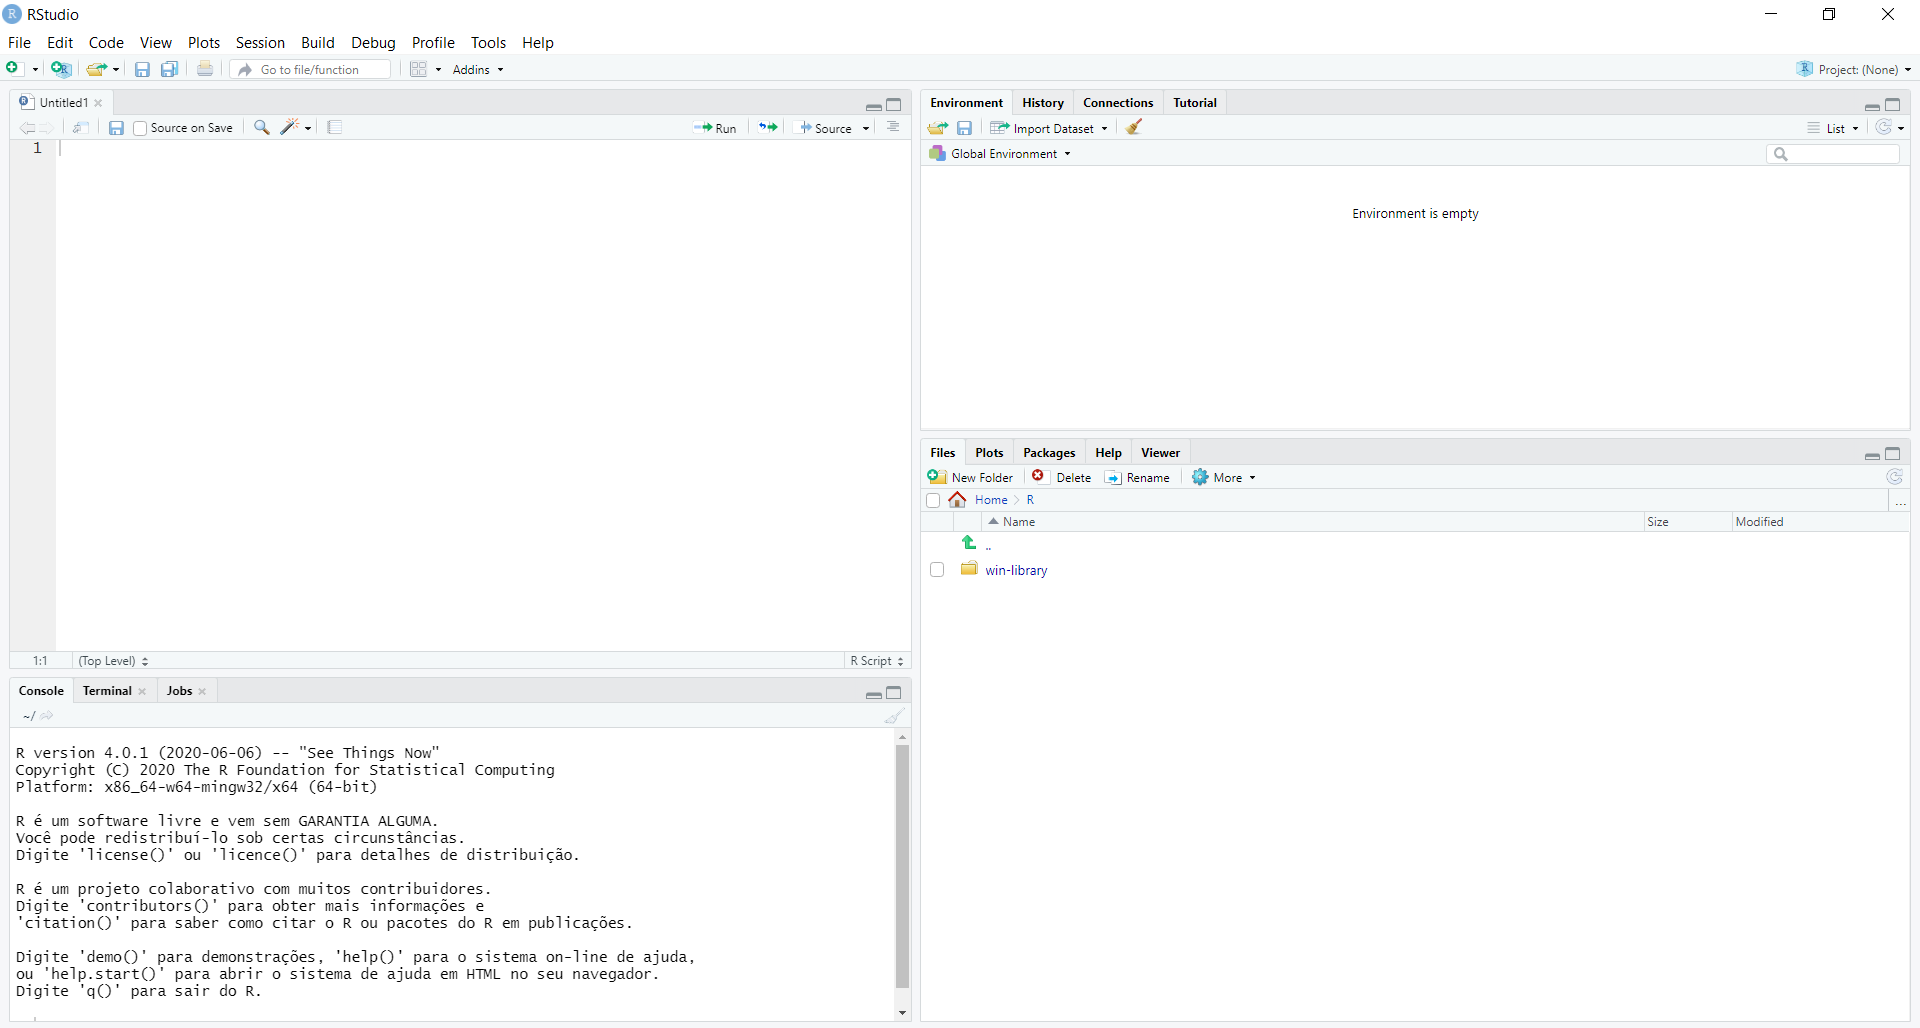 RStudio
File Edit Code View Plots Session Build Debug Profile Tools Help
Go to file/function Addins Project: (None)
Untitled1
Source on Save Run Source
1
1:1 (Top Level) R Script
Console Terminal Jobs
~/
R version 4.0.1 (2020-06-06) -- "See Things Now"
Copyright (C) 2020 The R Foundation for Statistical Computing
Platform: x86_64-w64-mingw32/x64 (64-bit)
R é um software livre e vem sem GARANTIA ALGUMA.
Você pode redistribuí-lo sob certas circunstâncias.
Digite 'license()' ou 'licence()' para detalhes de distribuição.
R é um projeto colaborativo com muitos contribuidores.
Digite 'contributors()' para obter mais informações e
'citation()' para saber como citar o R ou pacotes do R em publicações.
Digite 'demo()' para demonstrações, 'help()' para o sistema on-line de ajuda,
ou 'help.start()' para abrir o sistema de ajuda em HTML no seu navegador.
Digite 'q()' para sair do R.
Environment History Connections Tutorial
Import Dataset List
Global Environment
Environment is empty
Files Plots Packages Help Viewer
New Folder Delete Rename More
Home R ...
Name Size Modified
..
win-library